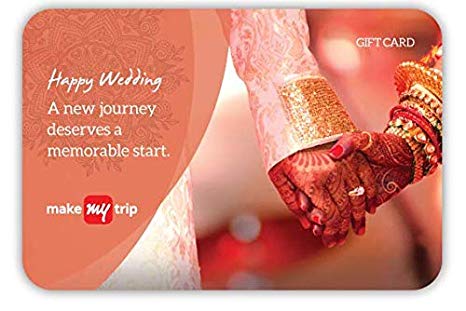 GIFT CARD
Happy Wedding
A new journey
deserves a
memorable start.
make my trip